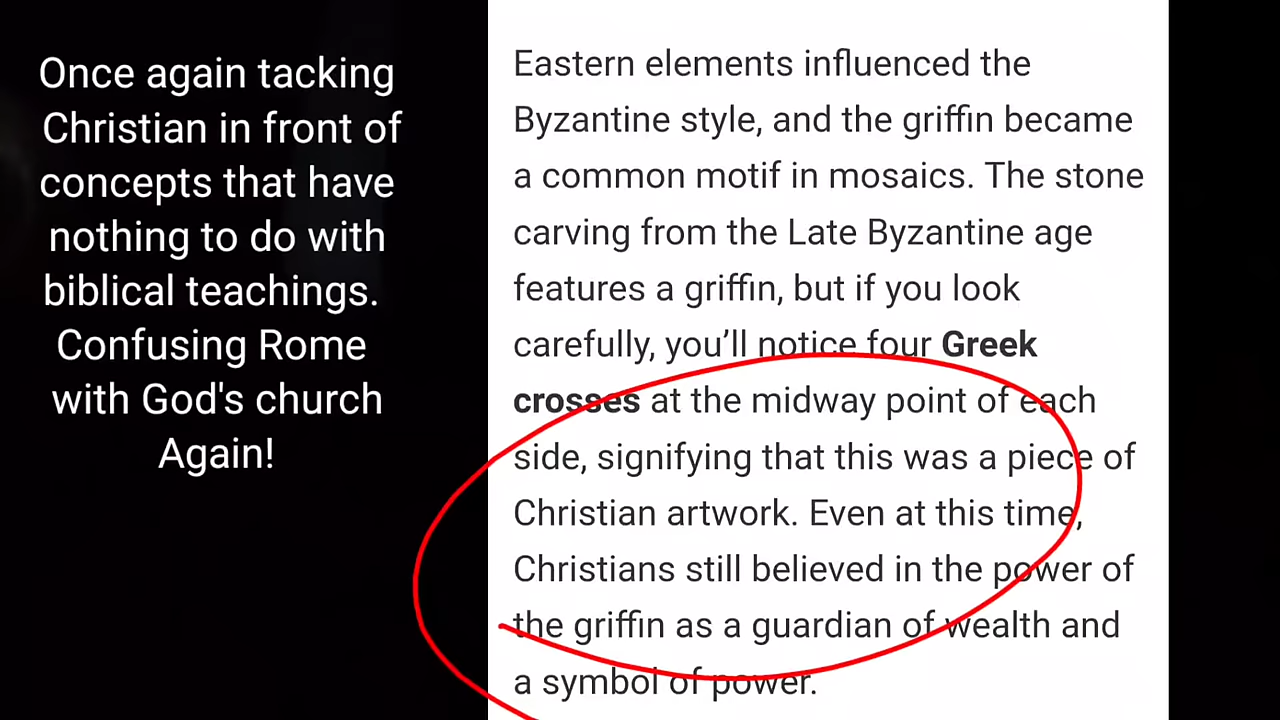 Once again tacking
Christian in front of
concepts that have
nothing to do with
biblical teachings.
Confusing Rome
with God's church
Again!
Eastern elements influenced the
Byzantine style, and the griffin became
a common motif in mosaics. The stone
carving from the Late Byzantine age
features a griffin, but if you look
carefully, you’ll notice four Greek
crosses at the midway point of each
side, signifying that this was a piece of
Christian artwork. Even at this time,
Christians still believed in the power of
the griffin as a guardian of wealth and
a symbol of power.